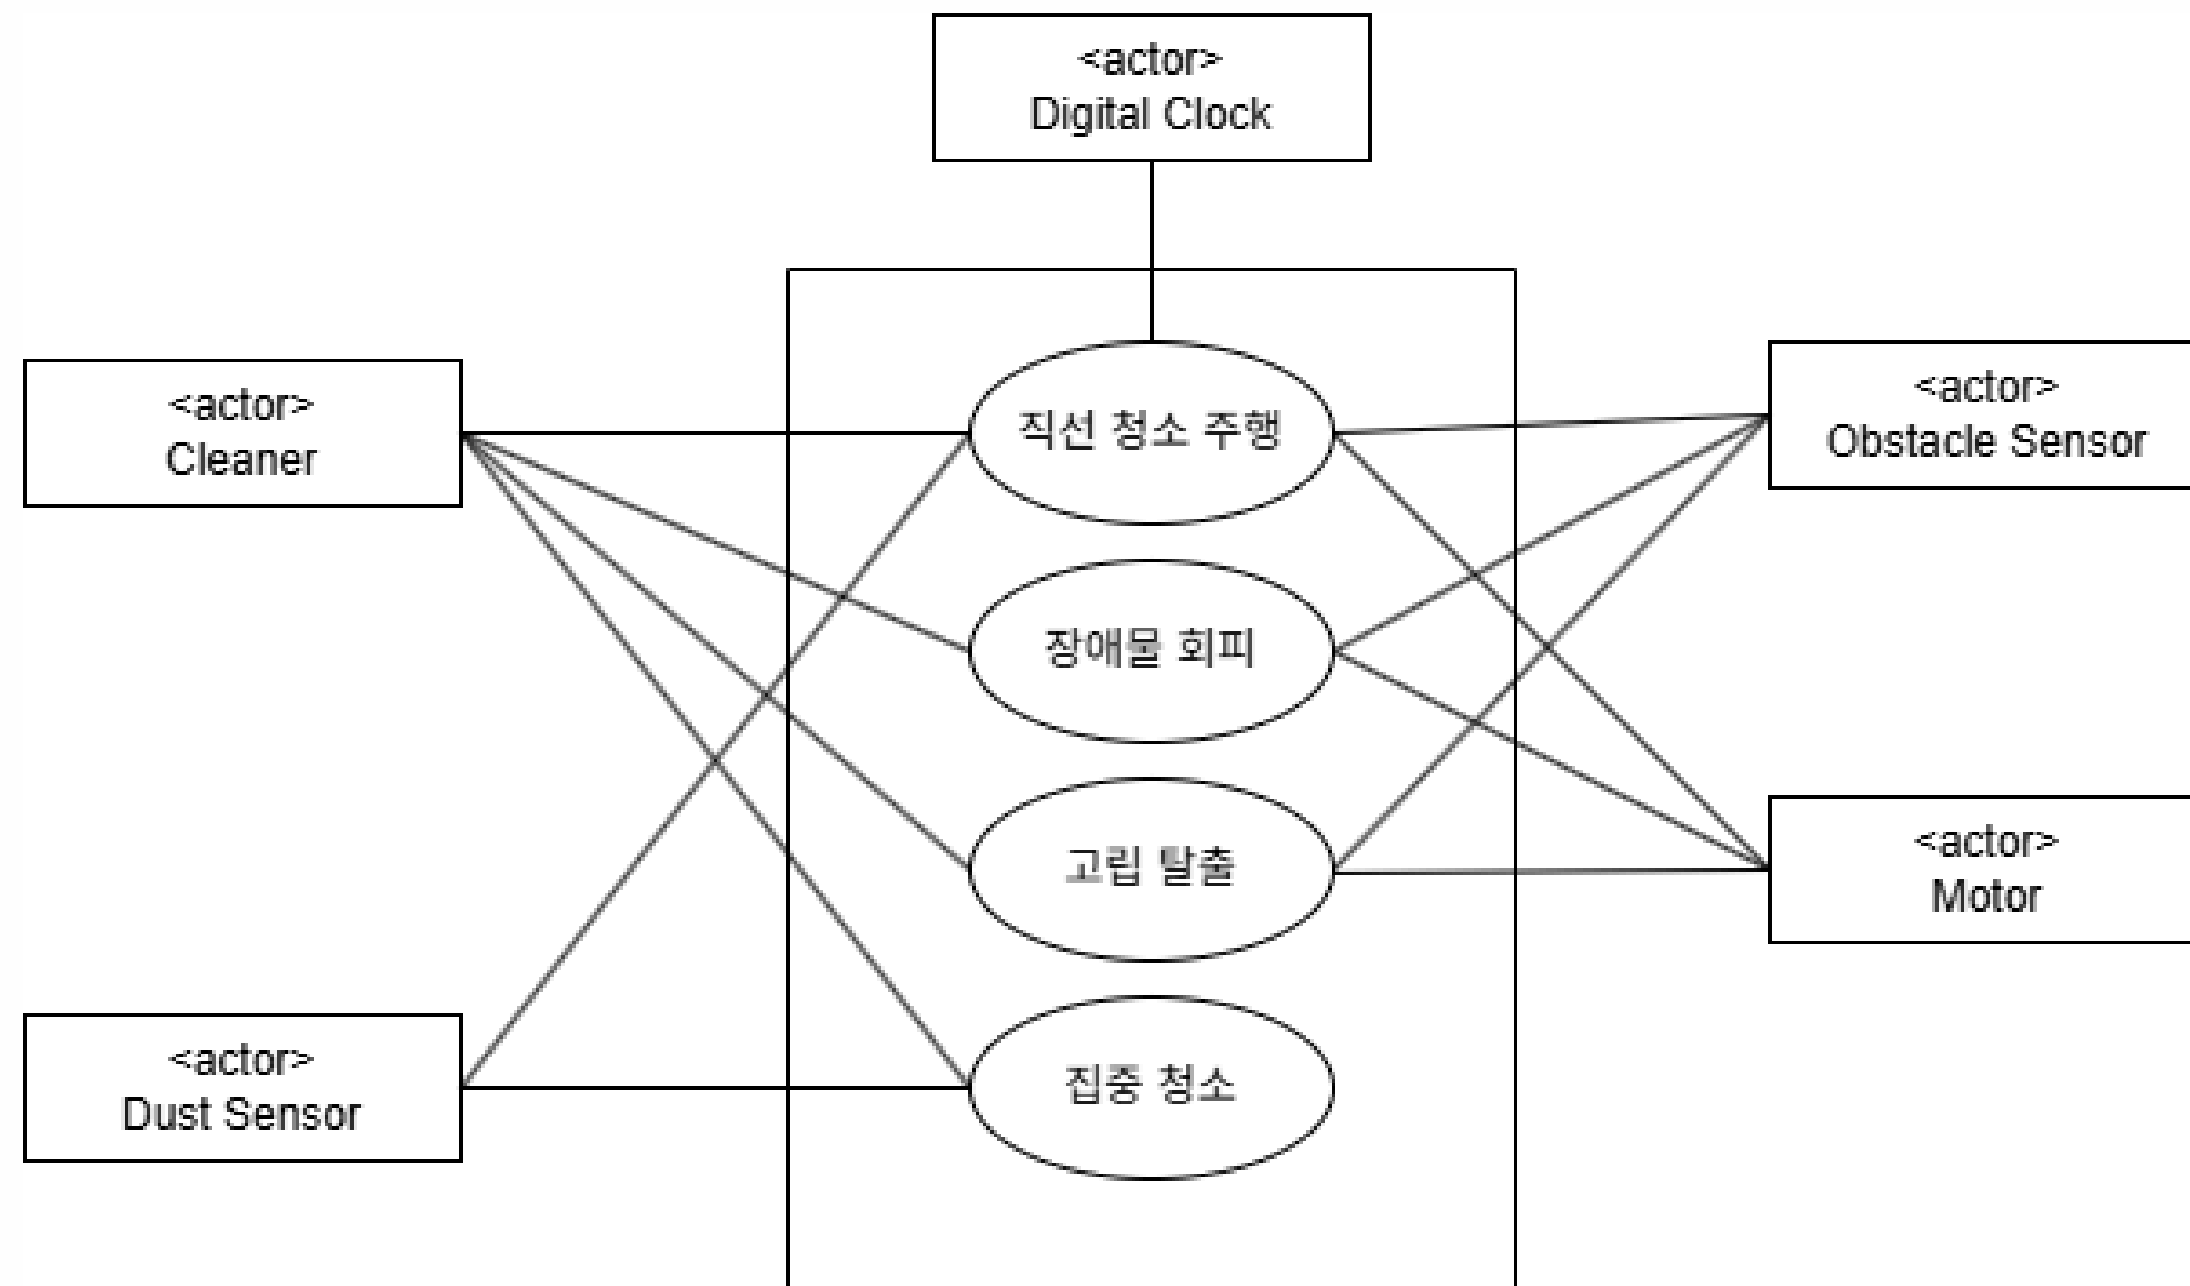 <actor>
Digital Clock
<actor>
Cleaner
직선 청소 주행
<actor>
Obstacle Sensor
장애물 회피
고립 탈출
<actor>
Motor
<actor>
Dust Sensor
집중 청소